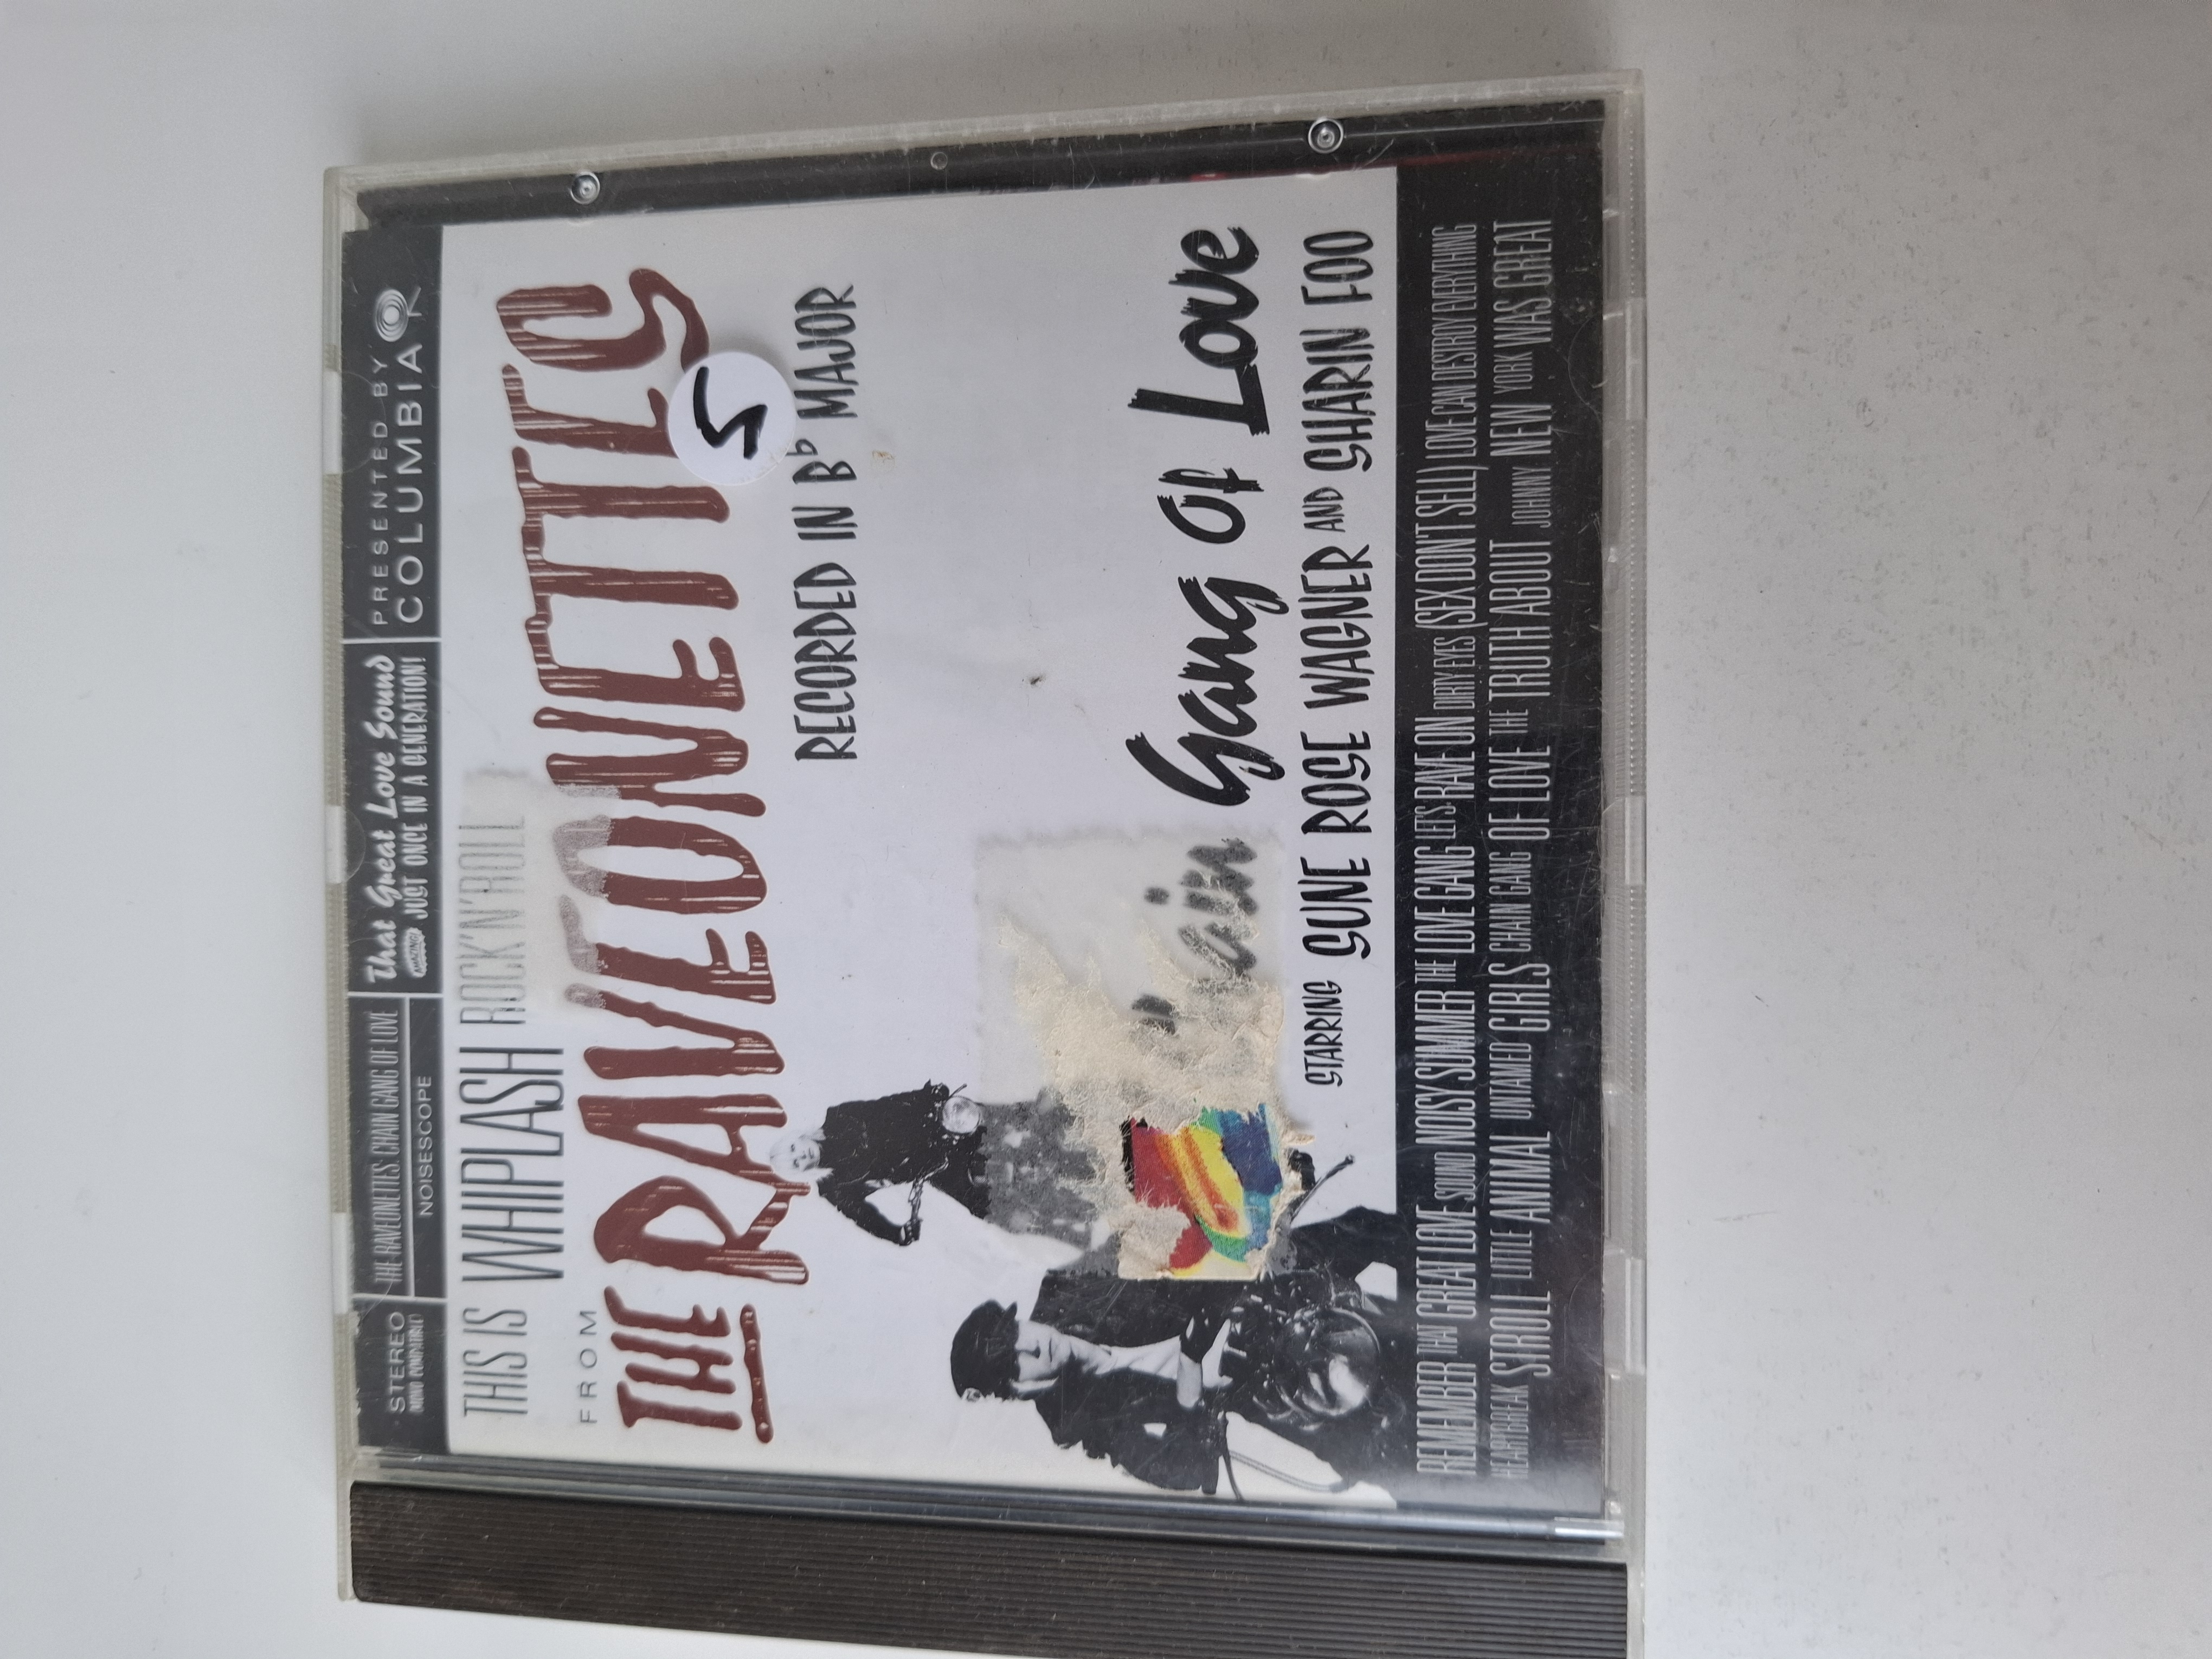 STEREO
(MONO COMPATIBLE)
THE RAVEONETTES CHAIN GANG OF LOVE
NOISESCOPE
That Great Love Sound
AMAZING! JUST ONCE IN A GENERATION!
PRESENTED BY
COLUMBIA
THIS IS WHIPLASH ROCK'N'ROLL
FROM
THE RAVEONETTES
5
RECORDED IN Bb MAJOR
Gang Of Love
STARRING SUNE ROSE WAGNER AND SHARIN FOO
REMEMBER THAT GREAT LOVE SOUND NOISY SUMMER THE LOVE GANG LET'S RAVE ON DIRTY EYES (SEX DON'T SELL) LOVE CAN DESTROY EVERYTHING
HEARTBREAK STROLL LITTLE ANIMAL UNTAMED GIRLS CHAIN GANG OF LOVE THE TRUTH ABOUT JOHNNY NEW YORK WAS GREAT